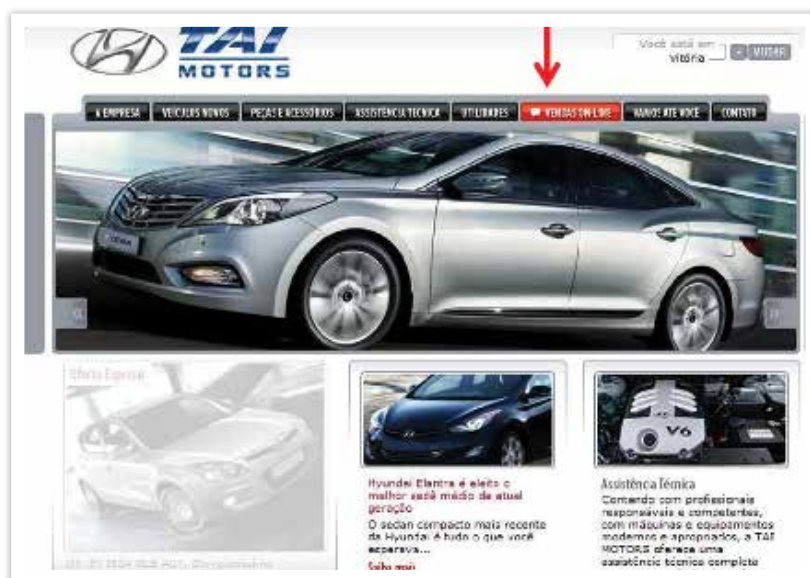 TAI
MOTORS
Você está em
vitória
MUDAR
A EMPRESA
VEÍCULOS NOVOS
PEÇAS E ACESSÓRIOS
ASSISTÊNCIA TECNICA
UTILIDADES
VENDAS ON-LINE
VAMOS ATE VOCÊ
CONTATO
Oferta Especial
Hyundai Elantra é eleito o
melhor sedã médio da atual
geração
O sedan compacto mais recente
da Hyundai é tudo o que você
esperava...
Saiba mais
V6
Assistência Técnica
Contando com profissionais
responsáveis e competentes,
com máquinas e equipamentos
modernos e apropriados, a TAI
MOTORS oferece uma
assistência técnica completa